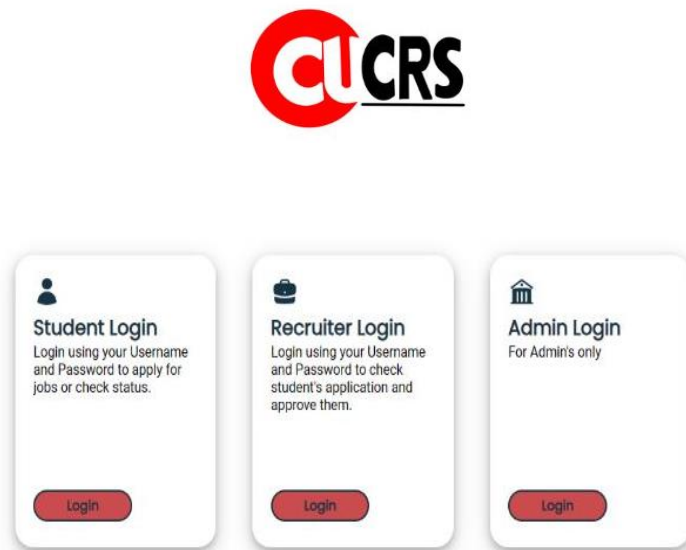 CUCRS
Student Login
Login using your Username
and Password to apply for
jobs or check status.
Login
Recruiter Login
Login using your Username
and Password to check
student's application and
approve them.
Login
Admin Login
For Admin's only
Login